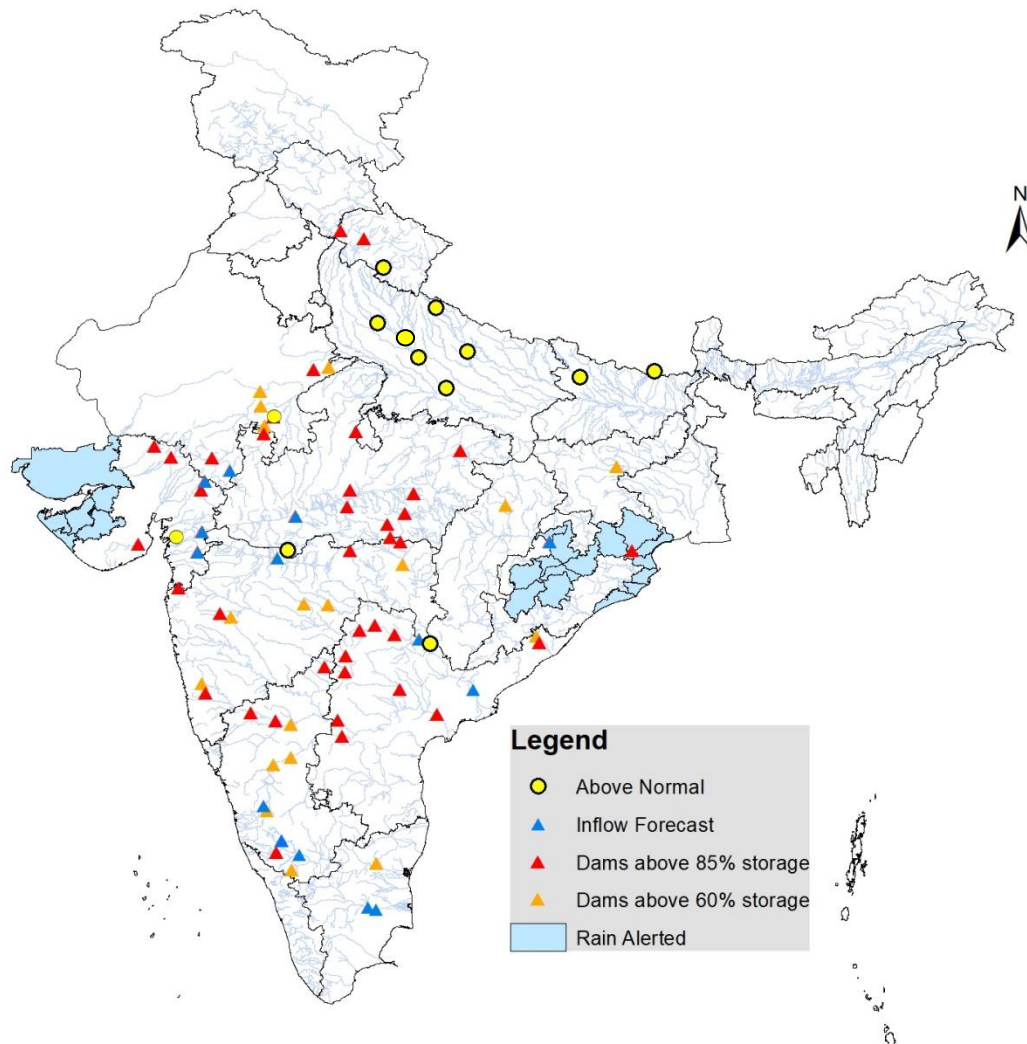 N
Legend
Above Normal
Inflow Forecast
Dams above 85% storage
Dams above 60% storage
Rain Alerted